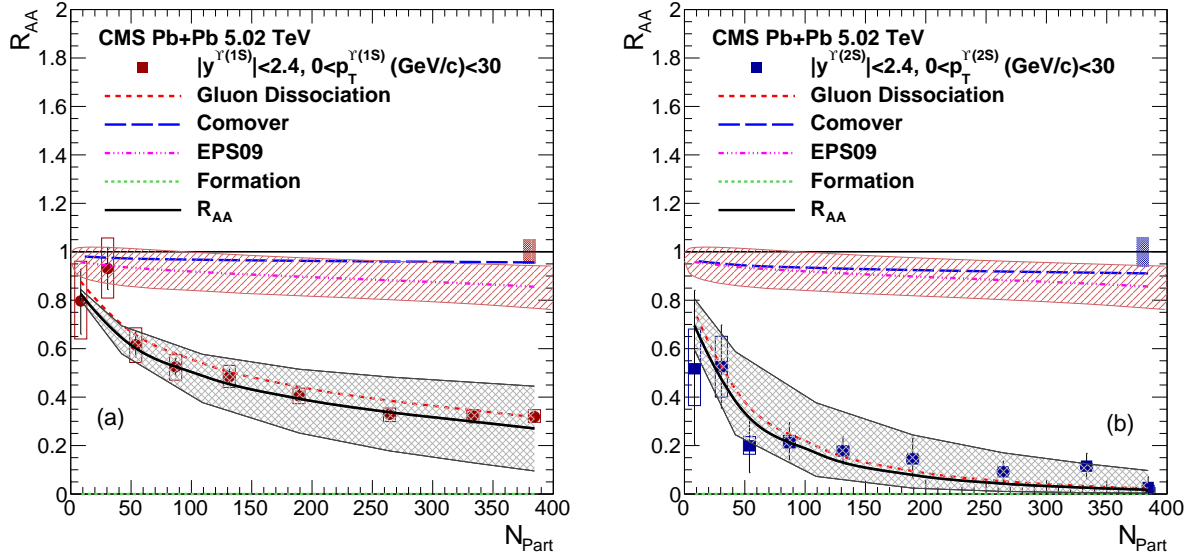 R_AA
2
1.8
1.6
1.4
1.2
1
0.8
0.6
0.4
0.2
0
CMS Pb+Pb 5.02 TeV
|y^ϒ(1S)|<2.4, 0<p_T^ϒ(1S) (GeV/c)<30
Gluon Dissociation
Comover
EPS09
Formation
R_AA
(a)
0 50 100 150 200 250 300 350 400
N_Part
R_AA
2
1.8
1.6
1.4
1.2
1
0.8
0.6
0.4
0.2
0
CMS Pb+Pb 5.02 TeV
|y^ϒ(2S)|<2.4, 0<p_T^ϒ(2S) (GeV/c)<30
Gluon Dissociation
Comover
EPS09
Formation
R_AA
(b)
0 50 100 150 200 250 300 350 400
N_Part